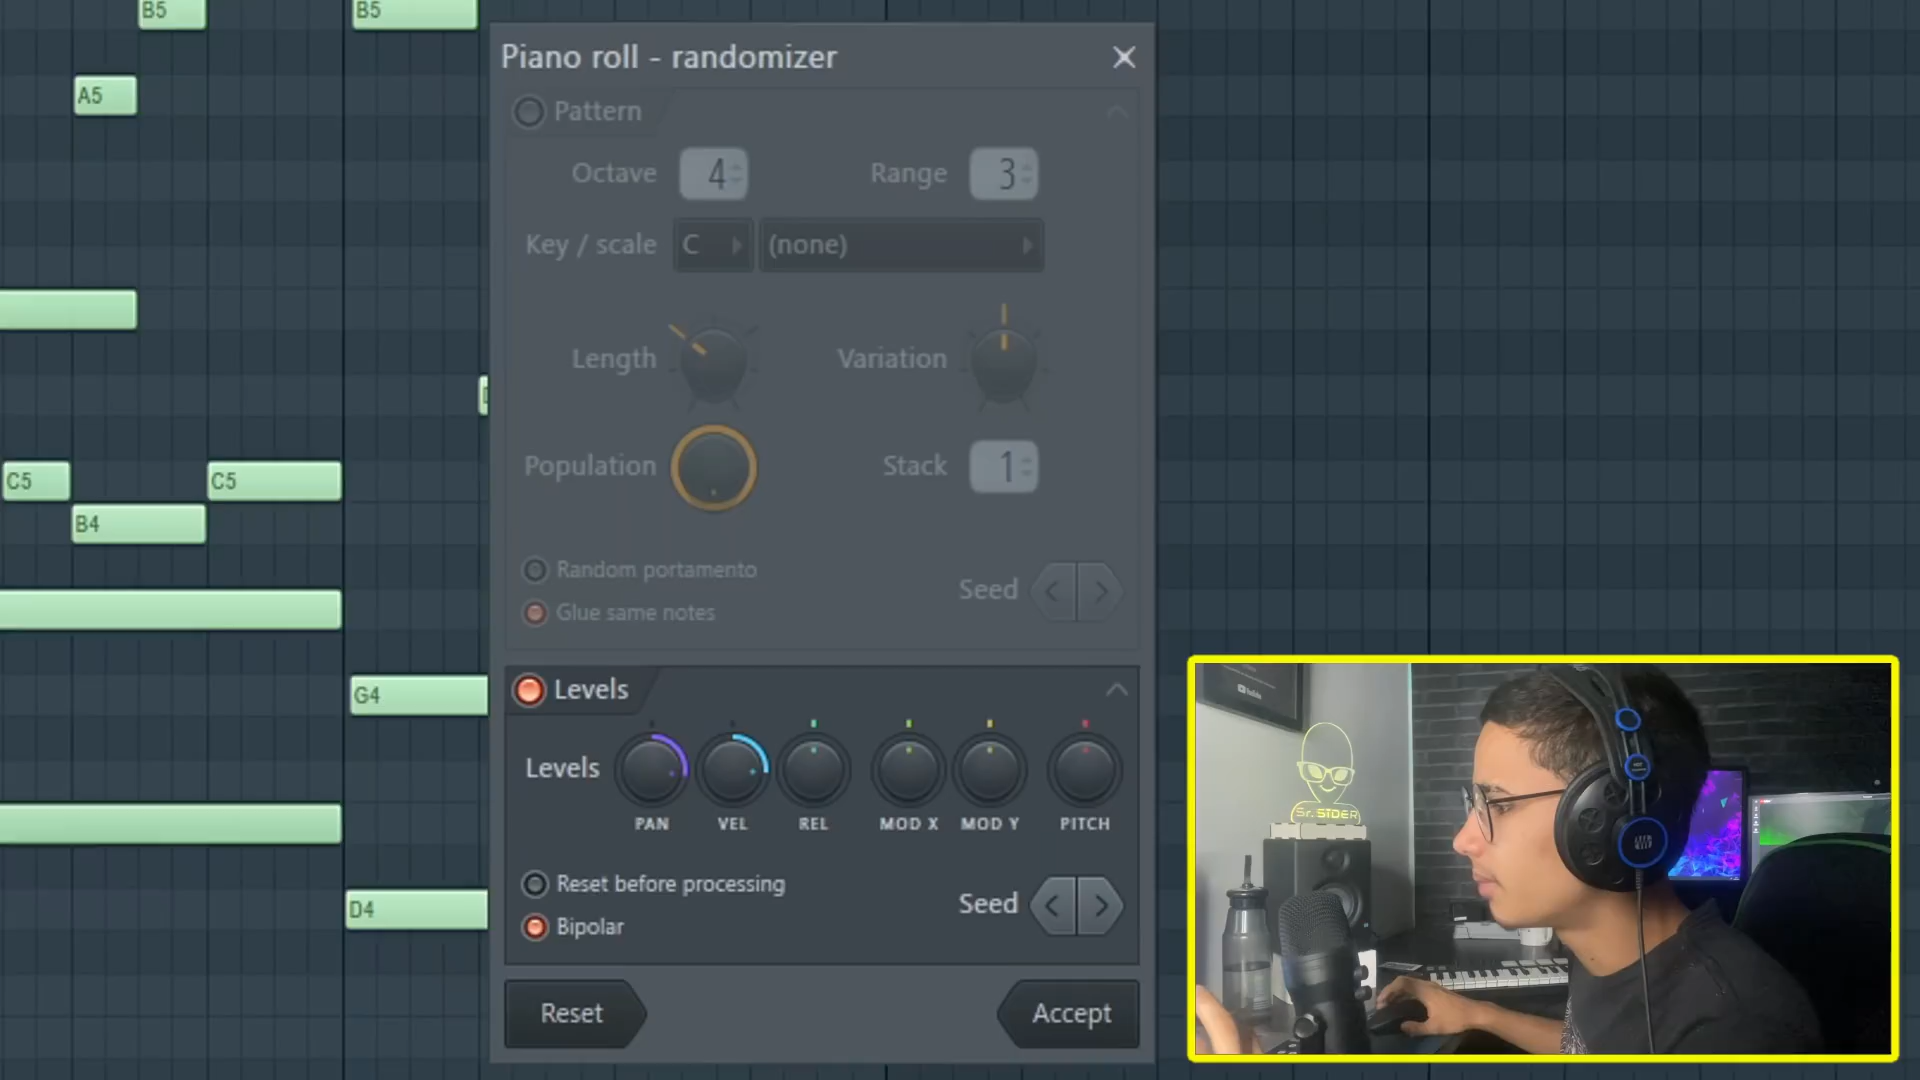 B5
B5
Piano roll - randomizer
A5
Pattern
Octave 4 Range 3
Key / scale C (none)
Length Variation
C5
C5
Population Stack 1
B4
Random portamento
Seed
Glue same notes
G4
Levels
Levels
PAN VEL REL MOD X MOD Y PITCH
Reset before processing
Seed
D4
Bipolar
Reset
Accept
YouTube
Sr. SIDER